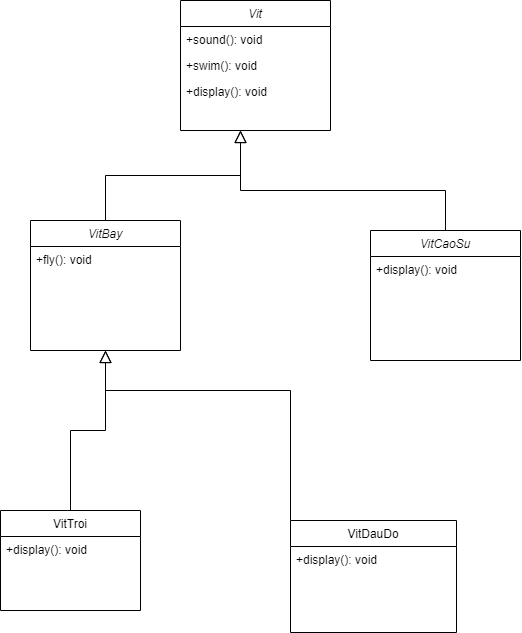 Vit
+sound(): void
+swim(): void
+display(): void
VitBay
+fly(): void
VitCaoSu
+display(): void
VitTroi
+display(): void
VitDauDo
+display(): void